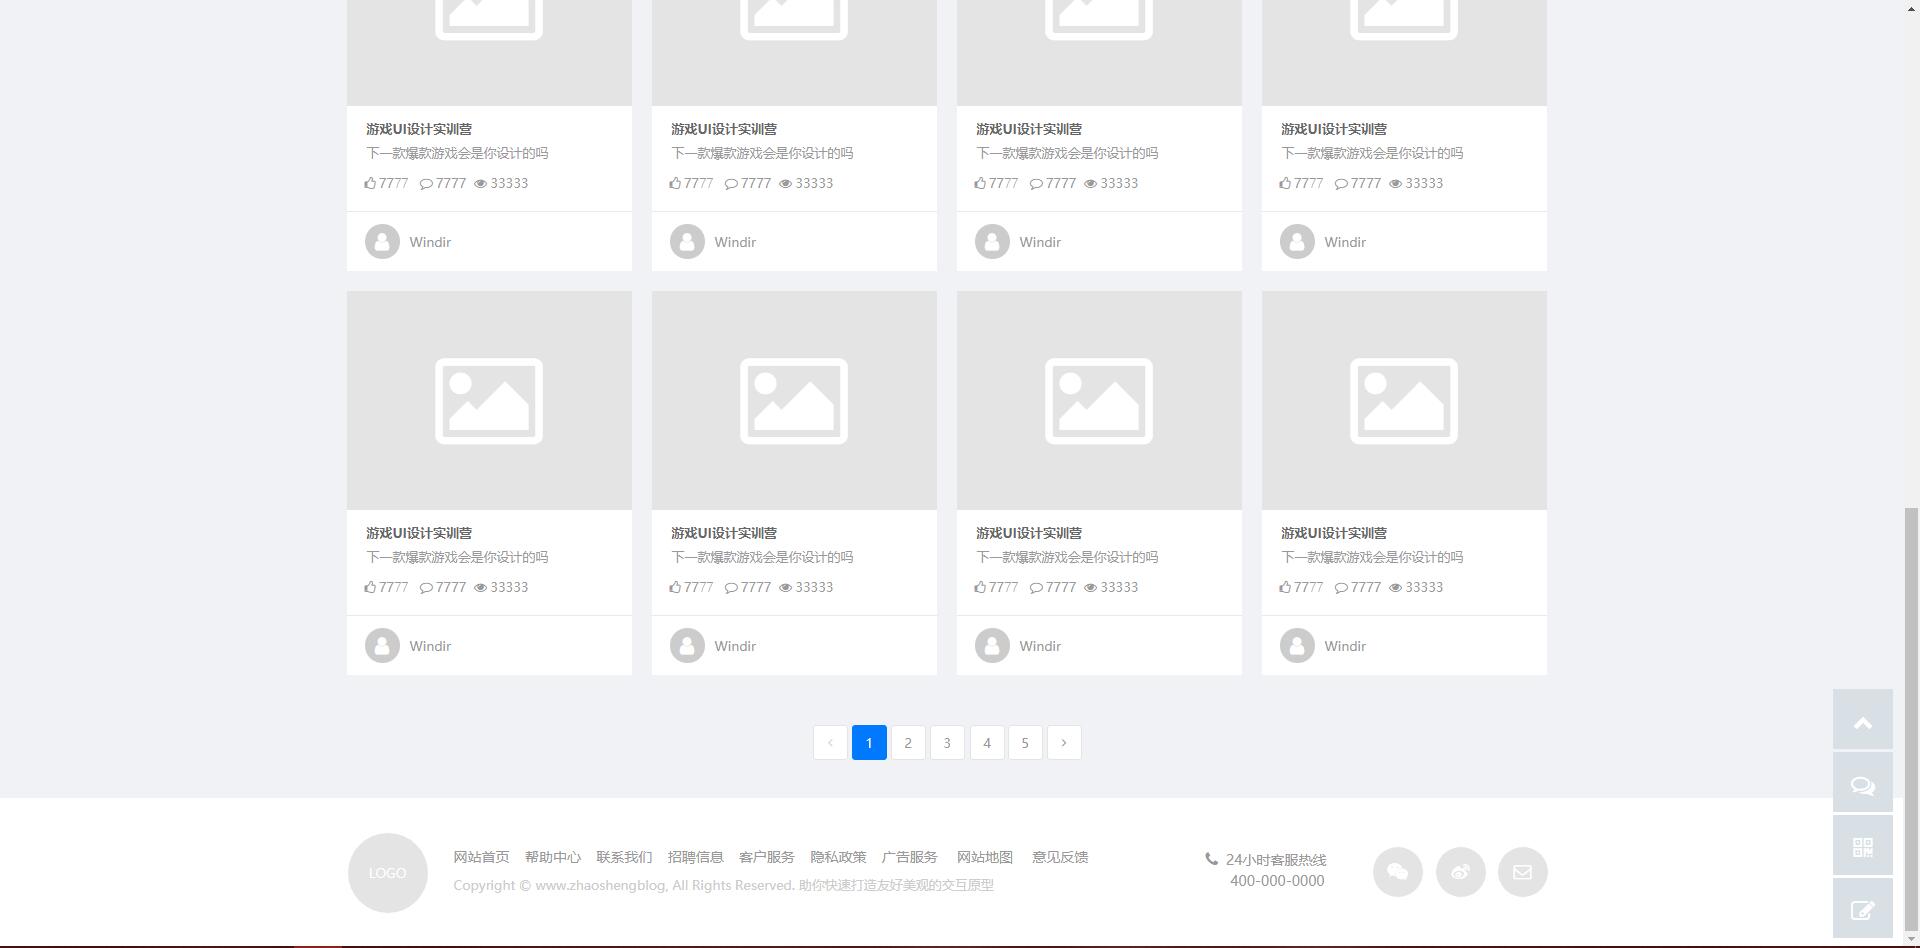 游戏UI设计实训营 游戏UI设计实训营 游戏UI设计实训营 游戏UI设计实训营
下一款爆款游戏会是你设计的吗 下一款爆款游戏会是你设计的吗 下一款爆款游戏会是你设计的吗 下一款爆款游戏会是你设计的吗
7777 7777 33333 7777 7777 33333 7777 7777 33333 7777 7777 33333
Windir Windir Windir Windir
游戏UI设计实训营 游戏UI设计实训营 游戏UI设计实训营 游戏UI设计实训营
下一款爆款游戏会是你设计的吗 下一款爆款游戏会是你设计的吗 下一款爆款游戏会是你设计的吗 下一款爆款游戏会是你设计的吗
7777 7777 33333 7777 7777 33333 7777 7777 33333 7777 7777 33333
Windir Windir Windir Windir
1 2 3 4 5
LOGO
网站首页 帮助中心 联系我们 招聘信息 客户服务 隐私政策 广告服务 网站地图 意见反馈
Copyright © www.zhaoshengblog, All Rights Reserved. 助你快速打造友好美观的交互原型
24小时客服热线
400-000-0000